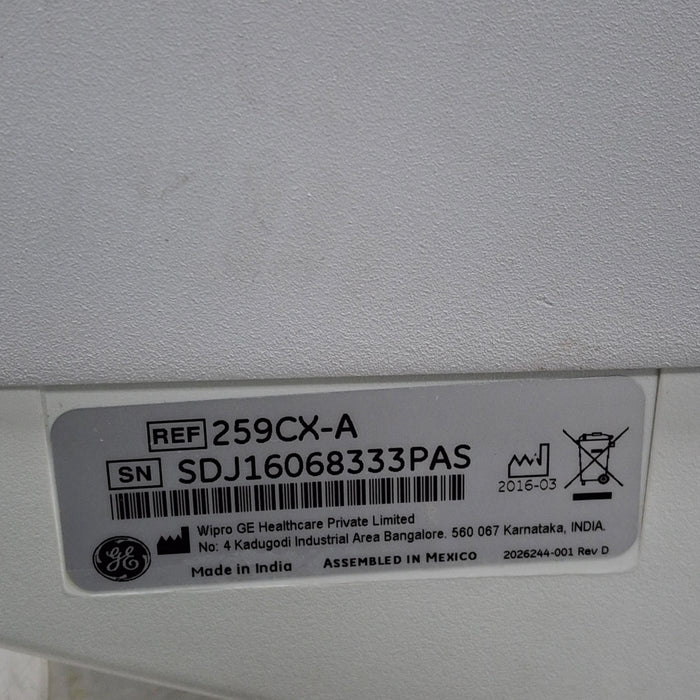 REF 259CX-A
SN SDJ16068333PAS
2016-03
Wipro GE Healthcare Private Limited
No: 4 Kadugodi Industrial Area Bangalore. 560 067 Karnataka, INDIA.
GE
Made in India ASSEMBLED IN MEXICO 2026244-001 Rev D